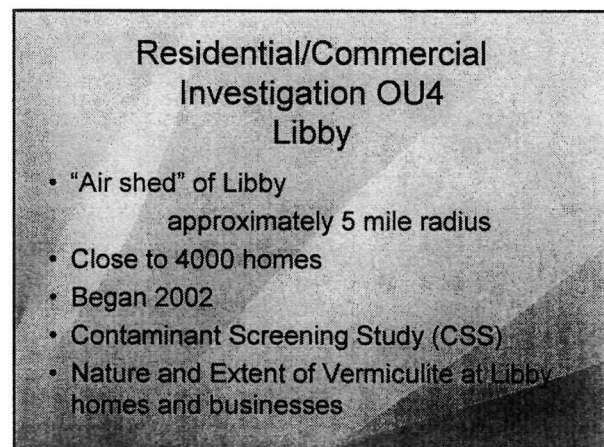 Residential/Commercial
Investigation OU4
Libby
• “Air shed” of Libby
approximately 5 mile radius
• Close to 4000 homes
• Began 2002
• Contaminant Screening Study (CSS)
• Nature and Extent of Vermiculite at Libby
homes and businesses